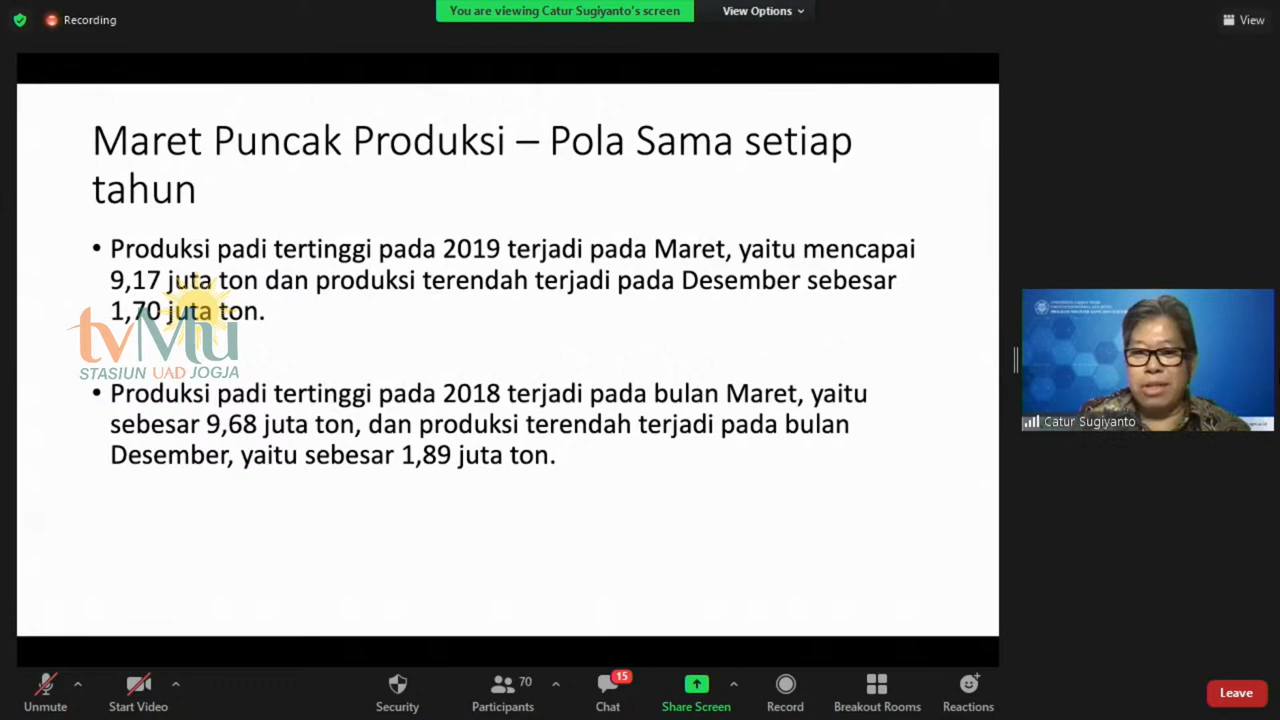 Recording
You are viewing Catur Sugiyanto's screen
View Options
View
Maret Puncak Produksi – Pola Sama setiap
tahun
• Produksi padi tertinggi pada 2019 terjadi pada Maret, yaitu mencapai
9,17 juta ton dan produksi terendah terjadi pada Desember sebesar
1,70 juta ton.
tvMu
STASIUN UAD JOGJA
• Produksi padi tertinggi pada 2018 terjadi pada bulan Maret, yaitu
sebesar 9,68 juta ton, dan produksi terendah terjadi pada bulan
Desember, yaitu sebesar 1,89 juta ton.
Catur Sugiyanto
Unmute
Start Video
Security
70
Participants
15
Chat
Share Screen
Record
Breakout Rooms
Reactions
Leave